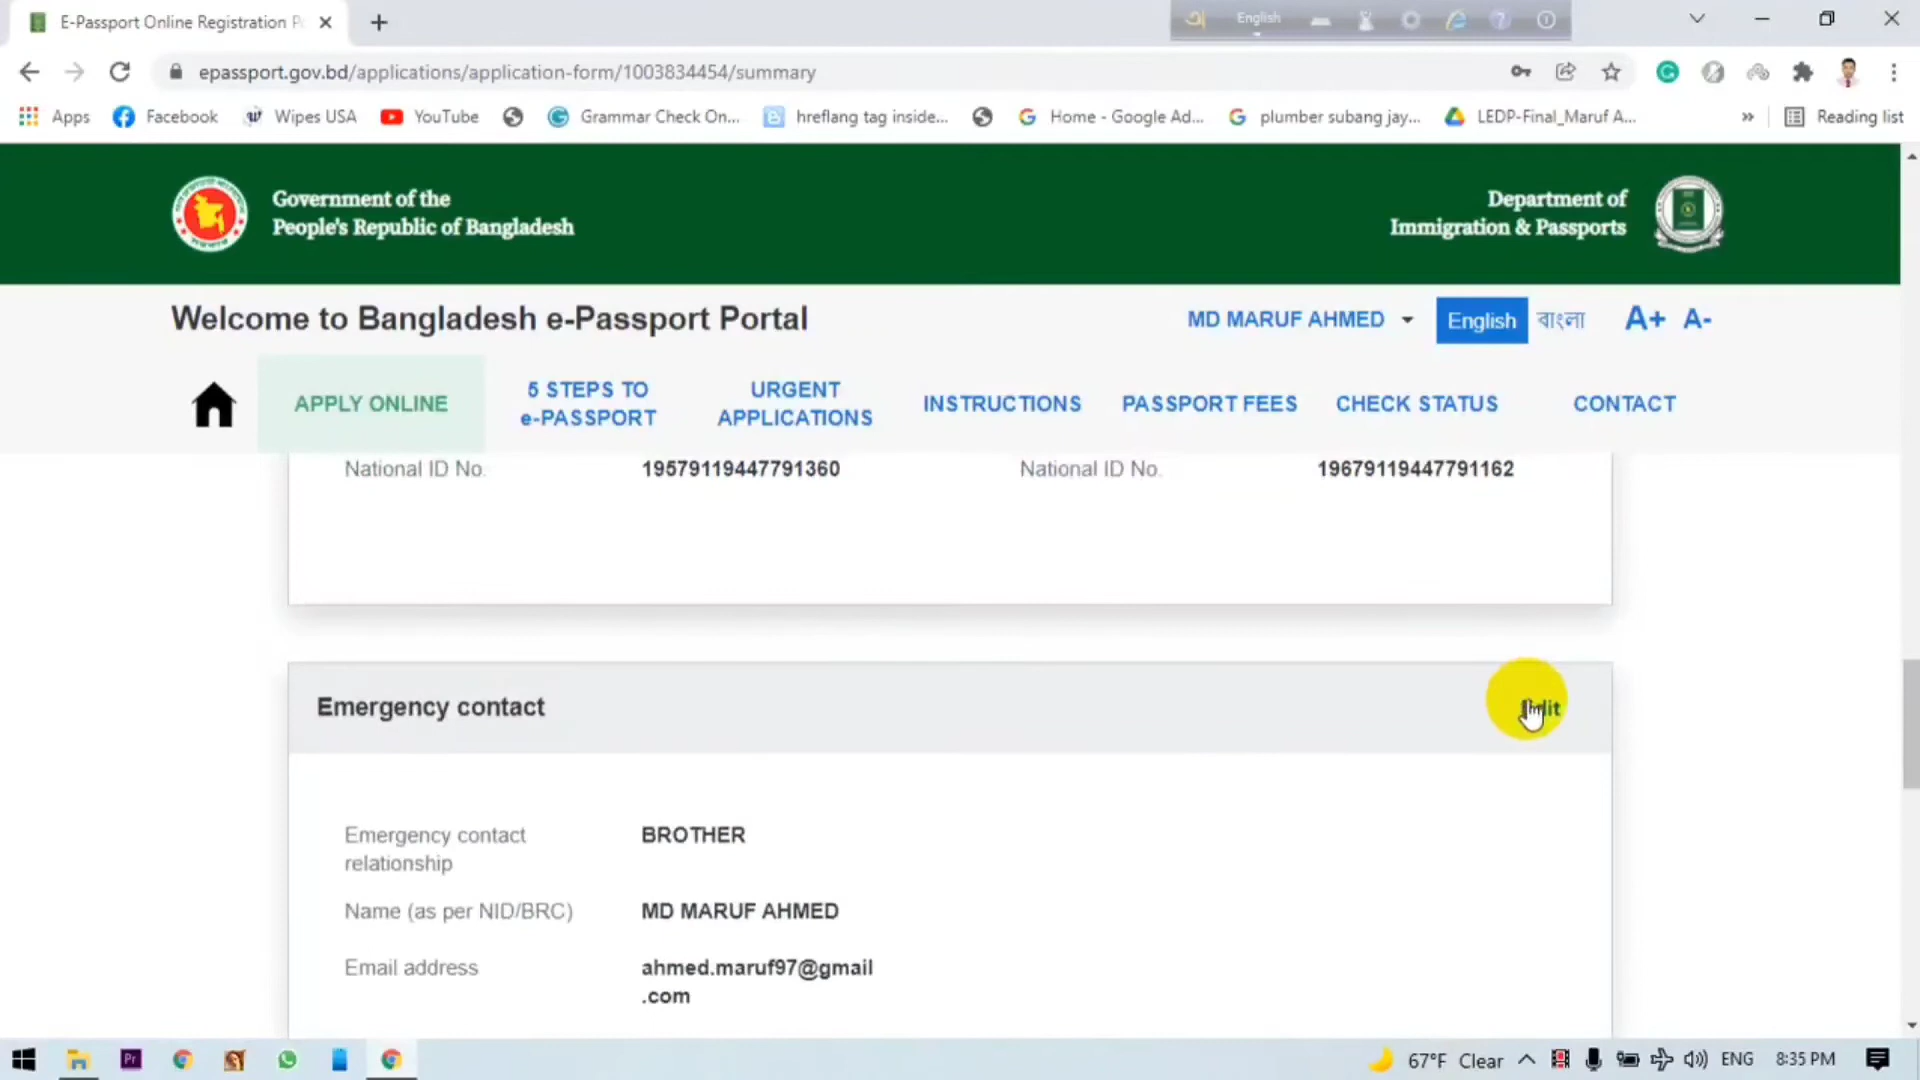 E-Passport Online Registration Po
English
epassport.gov.bd/applications/application-form/1003834454/summary
Apps
Facebook
Wipes USA
YouTube
Grammar Check On...
hreflang tag inside...
Home - Google Ad...
plumber subang jay...
LEDP-Final_Maruf A...
»
Reading list
Government of the
People's Republic of Bangladesh
Department of
Immigration & Passports
Welcome to Bangladesh e-Passport Portal
MD MARUF AHMED
English
বাংলা
A+
A-
APPLY ONLINE
5 STEPS TO
e-PASSPORT
URGENT
APPLICATIONS
INSTRUCTIONS
PASSPORT FEES
CHECK STATUS
CONTACT
National ID No.
19579119447791360
National ID No.
19679119447791162
Emergency contact
Emergency contact
relationship
BROTHER
Name (as per NID/BRC)
MD MARUF AHMED
Email address
ahmed.maruf97@gmail
.com
Pr
67°F Clear
ENG
8:35 PM